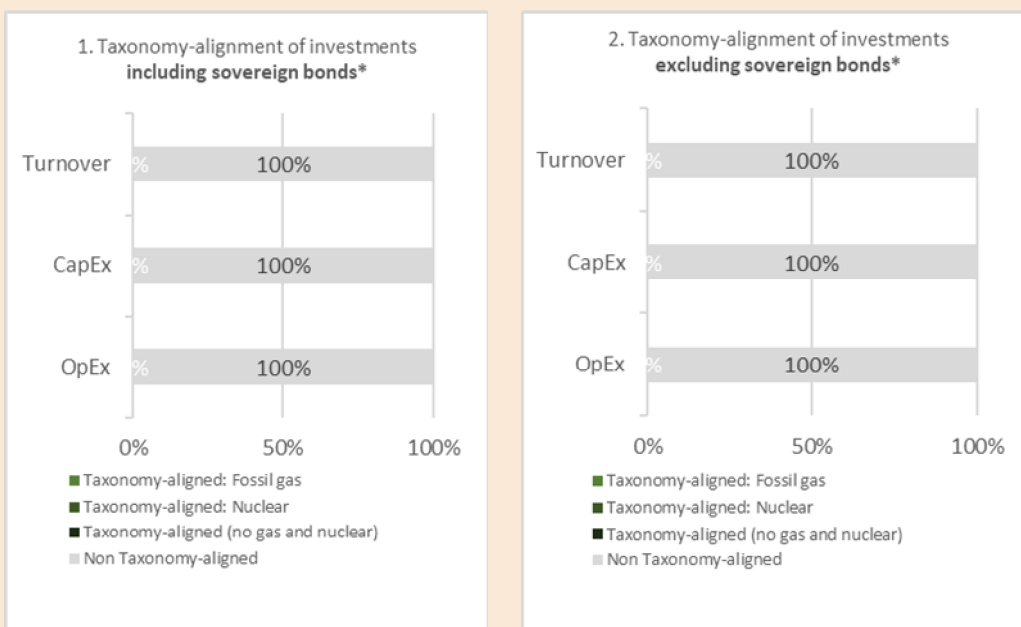 1. Taxonomy-alignment of investments
including sovereign bonds*
Turnover
% 100%
CapEx
% 100%
OpEx
% 100%
0% 50% 100%
Taxonomy-aligned: Fossil gas
Taxonomy-aligned: Nuclear
Taxonomy-aligned (no gas and nuclear)
Non Taxonomy-aligned
2. Taxonomy-alignment of investments
excluding sovereign bonds*
Turnover
% 100%
CapEx
% 100%
OpEx
% 100%
0% 50% 100%
Taxonomy-aligned: Fossil gas
Taxonomy-aligned: Nuclear
Taxonomy-aligned (no gas and nuclear)
Non Taxonomy-aligned